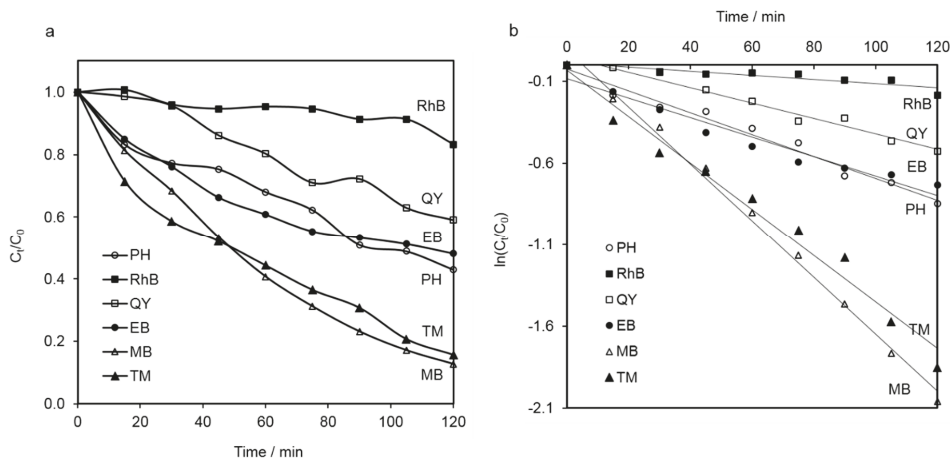 a
C_t/C_0
1.0
0.8
0.6
0.4
0.2
0.0
0
20
40
60
80
100
120
Time / min
RhB
QY
EB
PH
TM
MB
PH
RhB
QY
EB
MB
TM
b
Time / min
0
20
40
60
80
100
120
ln(C_t/C_0)
-0.1
-0.6
-1.1
-1.6
-2.1
RhB
QY
EB
PH
TM
MB
PH
RhB
QY
EB
MB
TM